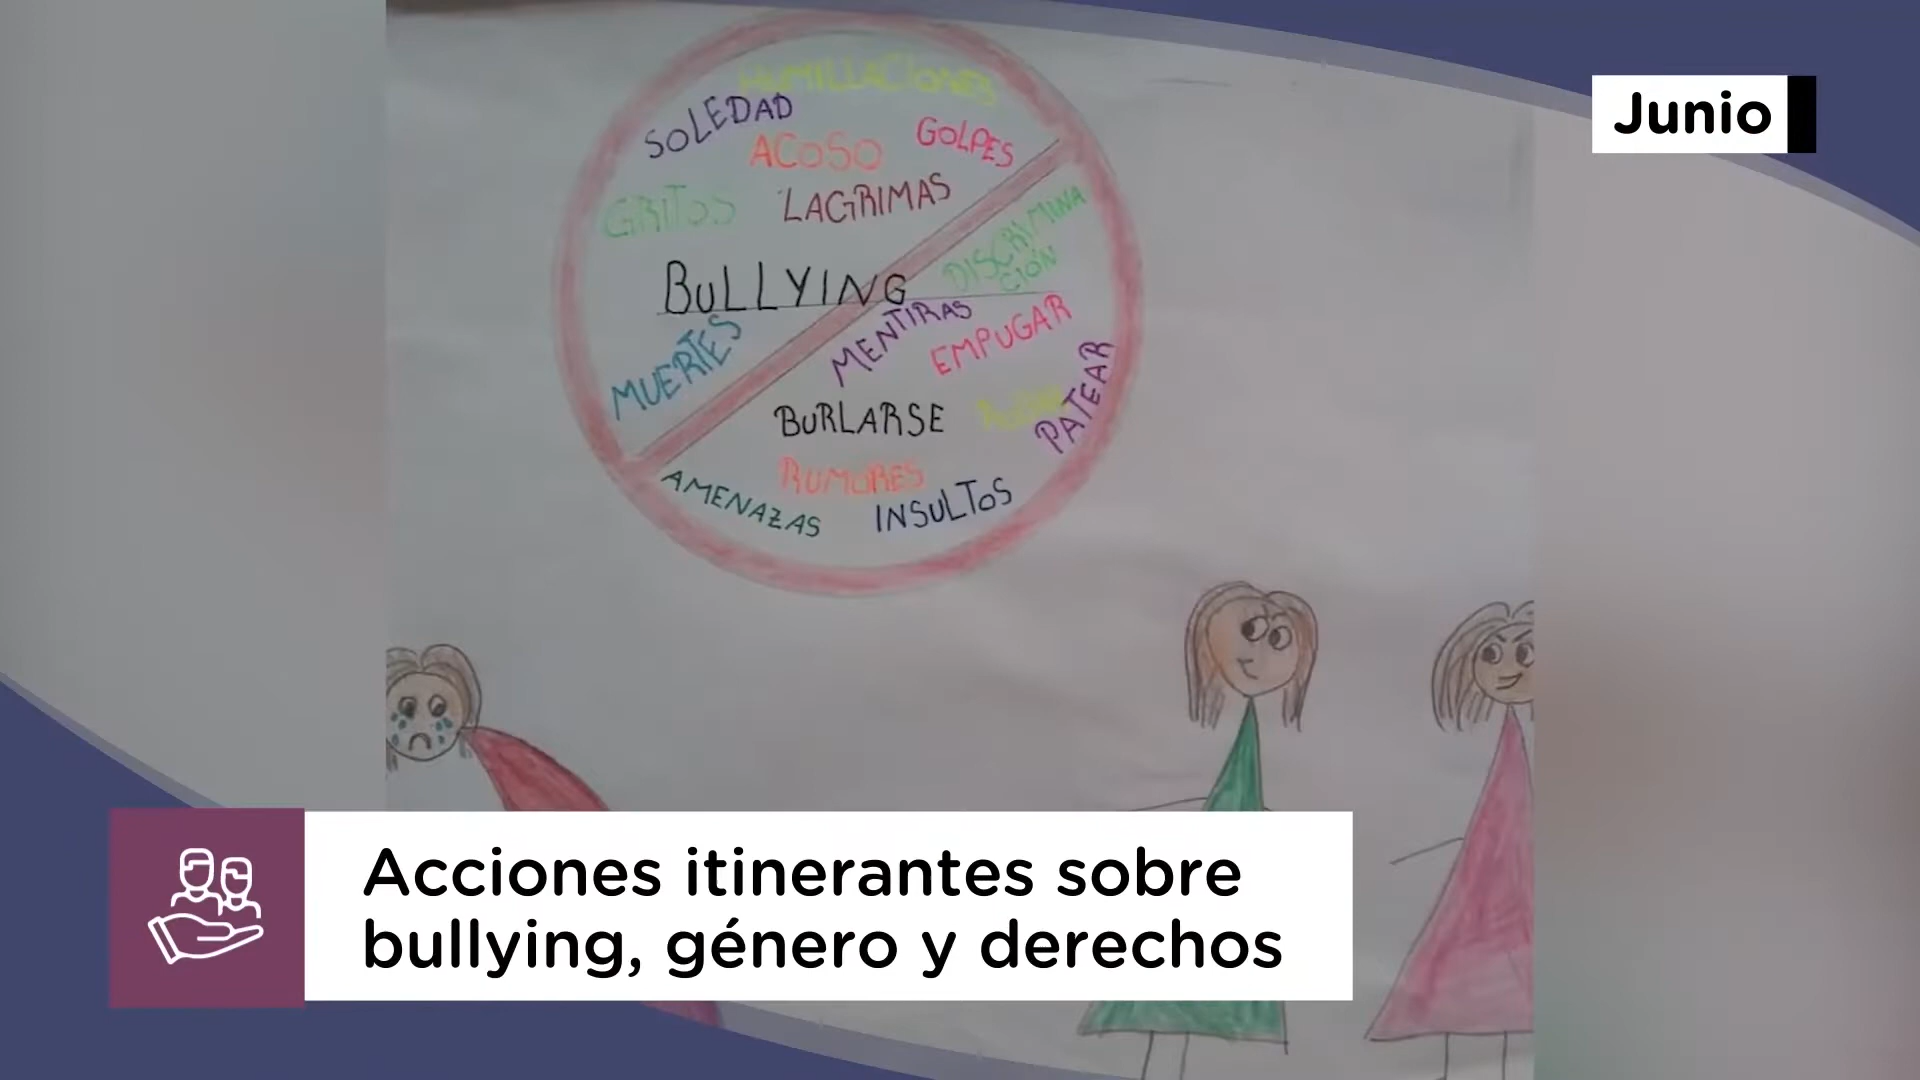 Junio
HUMILLACIONES
SOLEDAD
ACOSO
GOLPES
GRITOS
LAGRIMAS
DISCRIMINA
CIÓN
BULLYING
MENTIRAS
MUERTES
EMPUGAR
PATEAR
BURLARSE
RUMORES
AMENAZAS
INSULTOS
Acciones itinerantes sobre
bullying, género y derechos